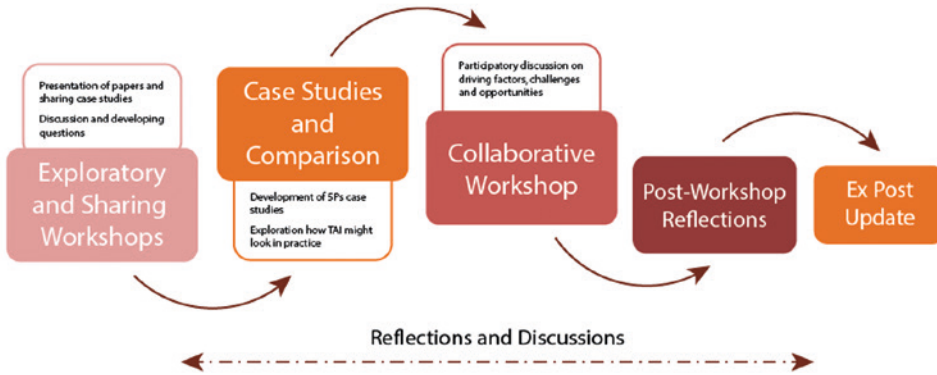 Presentation of papers and
sharing case studies
Discussion and developing
questions
Exploratory
and Sharing
Workshops
Case Studies
and
Comparison
Development of 5Ps case
studies
Exploration how TAI might
look in practice
Participatory discussion on
driving factors, challenges
and opportunities
Collaborative
Workshop
Post-Workshop
Reflections
Ex Post
Update
Reflections and Discussions